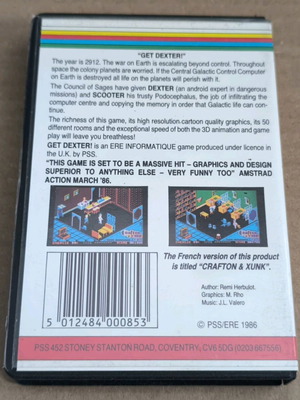 "GET DEXTER!"
The year is 2912. The war on Earth is escalating beyond control. Throughout
space the colony planets are worried. If the Central Galactic Control Computer
on Earth is destroyed all life on the planets will perish with it.
The Council of Sages have given DEXTER (an android expert in dangerous
missions) and SCOOTER his trusty Podocephalus, the job of infiltrating the
computer centre and copying the memory in order that Galactic life can con-
tinue.
The richness of this game, its high resolution cartoon quality graphics, its 50
different rooms and the exceptional speed of both the 3D animation and game
play will leave you breathless!
GET DEXTER! is an ERE INFORMATIQUE game produced under licence in
the U.K. by PSS.
"THIS GAME IS SET TO BE A MASSIVE HIT – GRAPHICS AND DESIGN
SUPERIOR TO ANYTHING ELSE – VERY FUNNY TOO" AMSTRAD
ACTION MARCH '86.
The French version of this product
is titled "CRAFTON & XUNK".
Author: Remi Herbulot.
Graphics: M. Rho
Music: J.L. Valero
5 012484 000853
© PSS/ERE 1986
PSS 452 STONEY STANTON ROAD, COVENTRY, CV6 5DG (0203-667556)